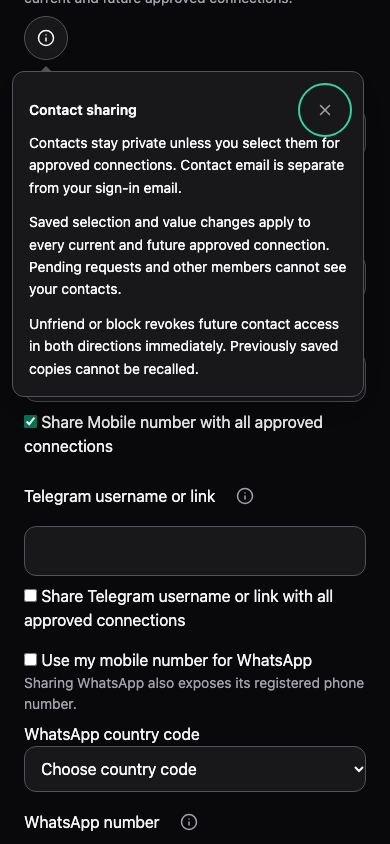 current and future approved connections.
Contact sharing
Contacts stay private unless you select them for
approved connections. Contact email is separate
from your sign-in email.
Saved selection and value changes apply to
every current and future approved connection.
Pending requests and other members cannot see
your contacts.
Unfriend or block revokes future contact access
in both directions immediately. Previously saved
copies cannot be recalled.
Share Mobile number with all approved
connections
Telegram username or link
Share Telegram username or link with all
approved connections
Use my mobile number for WhatsApp
Sharing WhatsApp also exposes its registered phone
number.
WhatsApp country code
Choose country code
WhatsApp number